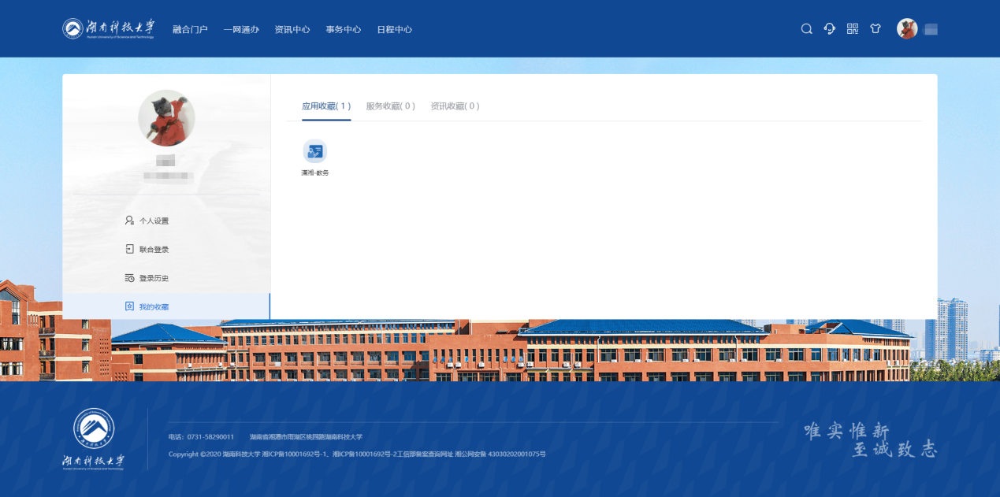 湖南科技大学 融合门户 一网通办 资讯中心 事务中心 日程中心
Hunan University of Science and Technology
应用收藏( 1 ) 服务收藏( 0 ) 资讯收藏( 0 )
潇湘-教务
个人设置
联合登录
登录历史
我的收藏
电话：0731-58290011 湖南省湘潭市雨湖区桃园路湖南科技大学
Copyright ©2020 湖南科技大学 湘ICP备10001692号-1、湘ICP备10001692号-2工信部备案查询网址 湘公网安备 43030202001075号
湖南科技大学
Hunan University of Science and Technology
唯实惟新
至诚致志